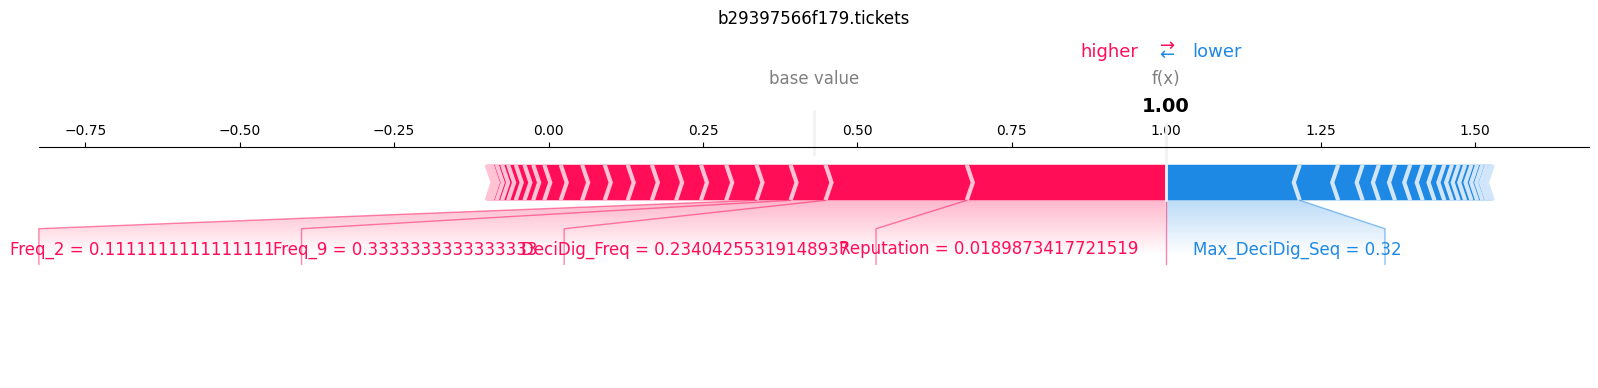 b29397566f179.tickets
higher ⇄ lower
base value f(x)
1.00
−0.75 −0.50 −0.25 0.00 0.25 0.50 0.75 1.00 1.25 1.50
Freq_2 = 0.1111111111111111 Freq_9 = 0.3333333333333333 DeciDig_Freq = 0.23404255319148937 Reputation = 0.0189873417721519 Max_DeciDig_Seq = 0.32